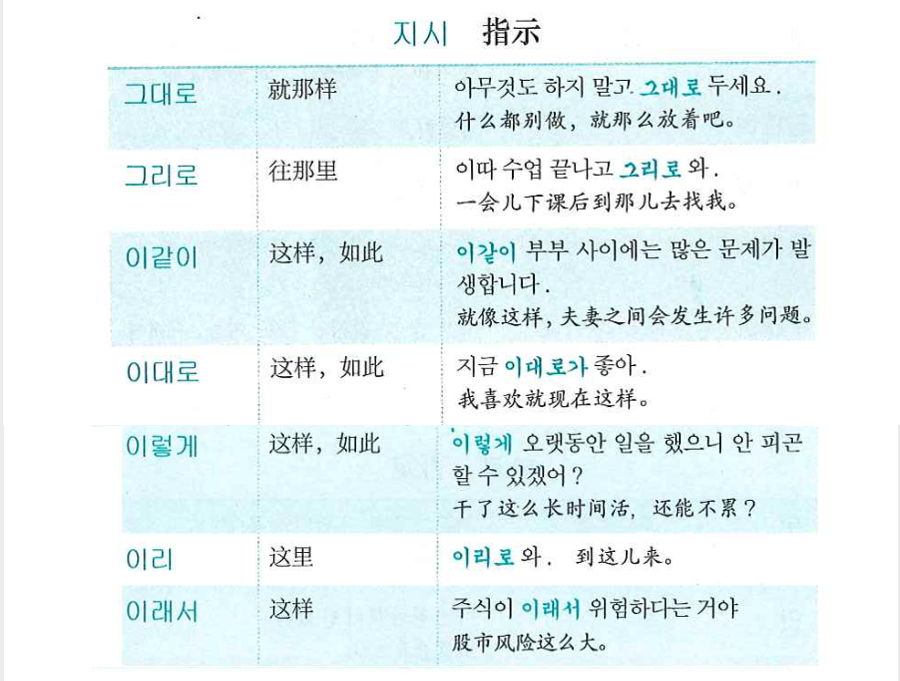 지시 指示
그대로 就那样 아무것도 하지 말고 그대로 두세요.
什么都别做，就那么放着吧。
그리로 往那里 이따 수업 끝나고 그리로 와.
一会儿下课后到那儿去找我。
이같이 这样，如此 이같이 부부 사이에는 많은 문제가 발
생합니다.
就像这样，夫妻之间会发生许多问题。
이대로 这样，如此 지금 이대로가 좋아.
我喜欢就现在这样。
이렇게 这样，如此 이렇게 오랫동안 일을 했으니 안 피곤
할 수 있겠어?
干了这么长时间活，还能不累？
이리 这里 이리로 와. 到这儿来。
이래서 这样 주식이 이래서 위험하다는 거야
股市风险这么大。